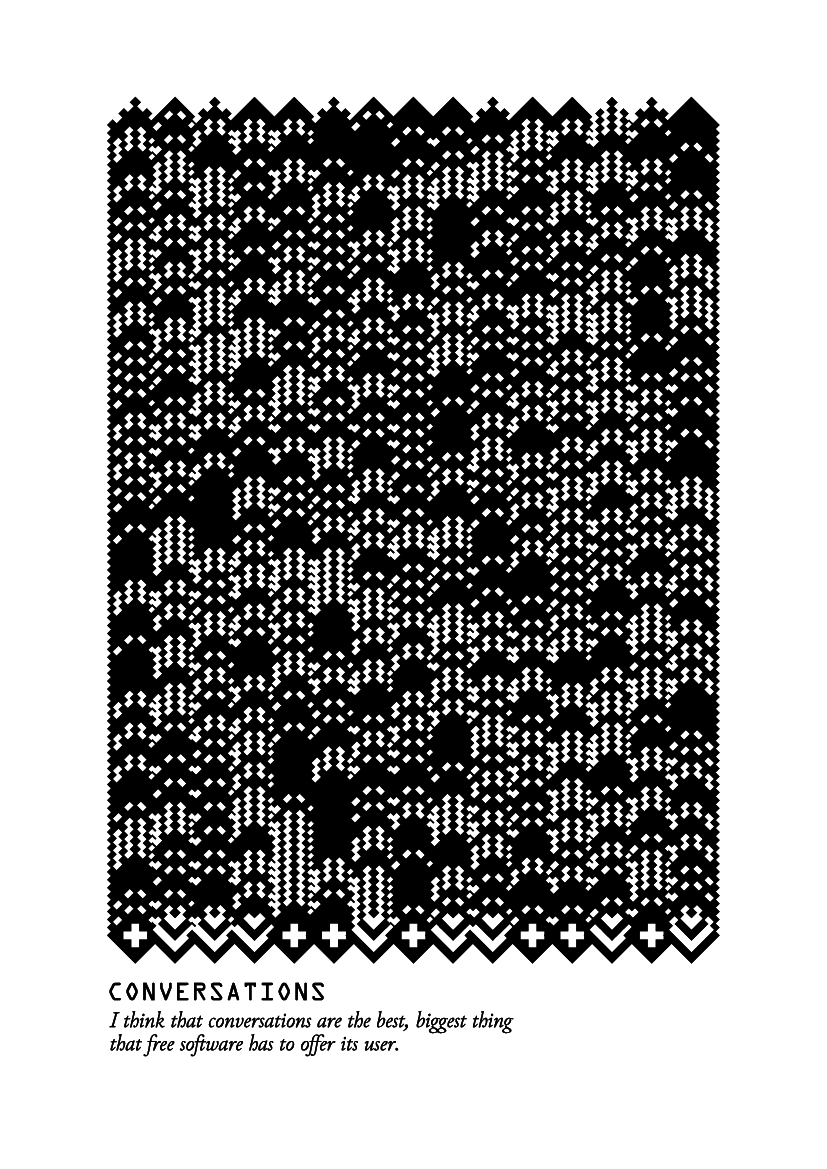 CONVERSATIONS
I think that conversations are the best, biggest thing
that free software has to offer its user.